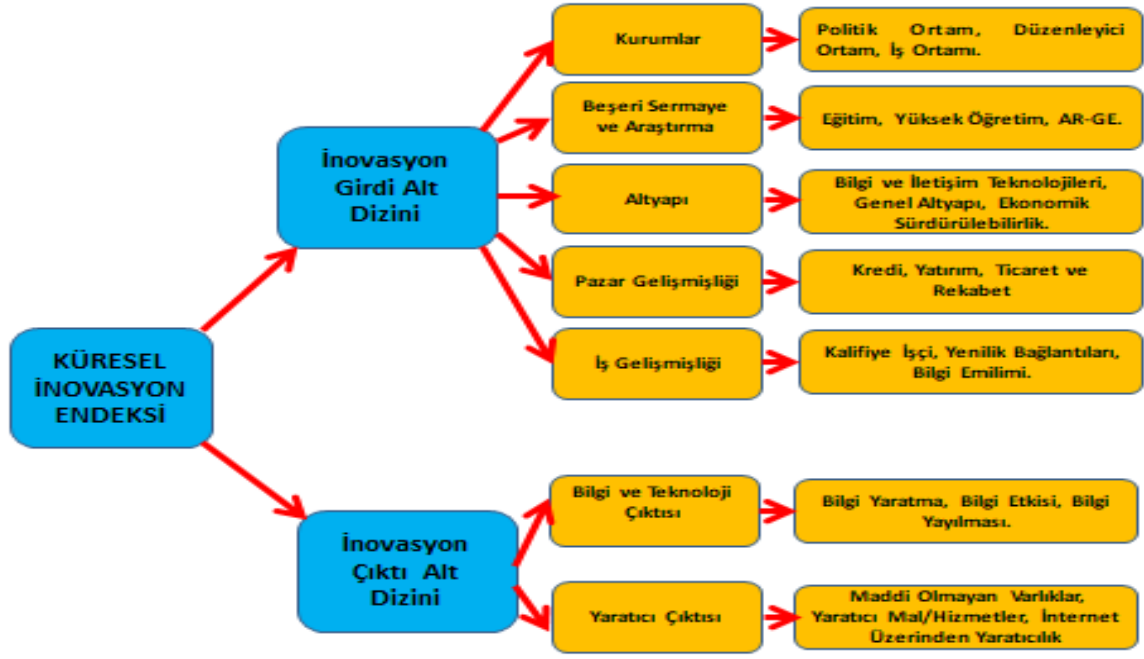 KÜRESEL
İNOVASYON
ENDEKSİ
İnovasyon
Girdi Alt
Dizini
Kurumlar
Politik Ortam, Düzenleyici
Ortam, İş Ortamı.
Beşeri Sermaye
ve Araştırma
Eğitim, Yüksek Öğretim, AR-GE.
Altyapı
Bilgi ve İletişim Teknolojileri,
Genel Altyapı, Ekonomik
Sürdürülebilirlik.
Pazar Gelişmişliği
Kredi, Yatırım, Ticaret ve
Rekabet
İş Gelişmişliği
Kalifiye İşçi, Yenilik Bağlantıları,
Bilgi Emilimi.
İnovasyon
Çıktı Alt
Dizini
Bilgi ve Teknoloji
Çıktısı
Bilgi Yaratma, Bilgi Etkisi, Bilgi
Yayılması.
Yaratıcı Çıktısı
Maddi Olmayan Varlıklar,
Yaratıcı Mal/Hizmetler, İnternet
Üzerinden Yaratıcılık